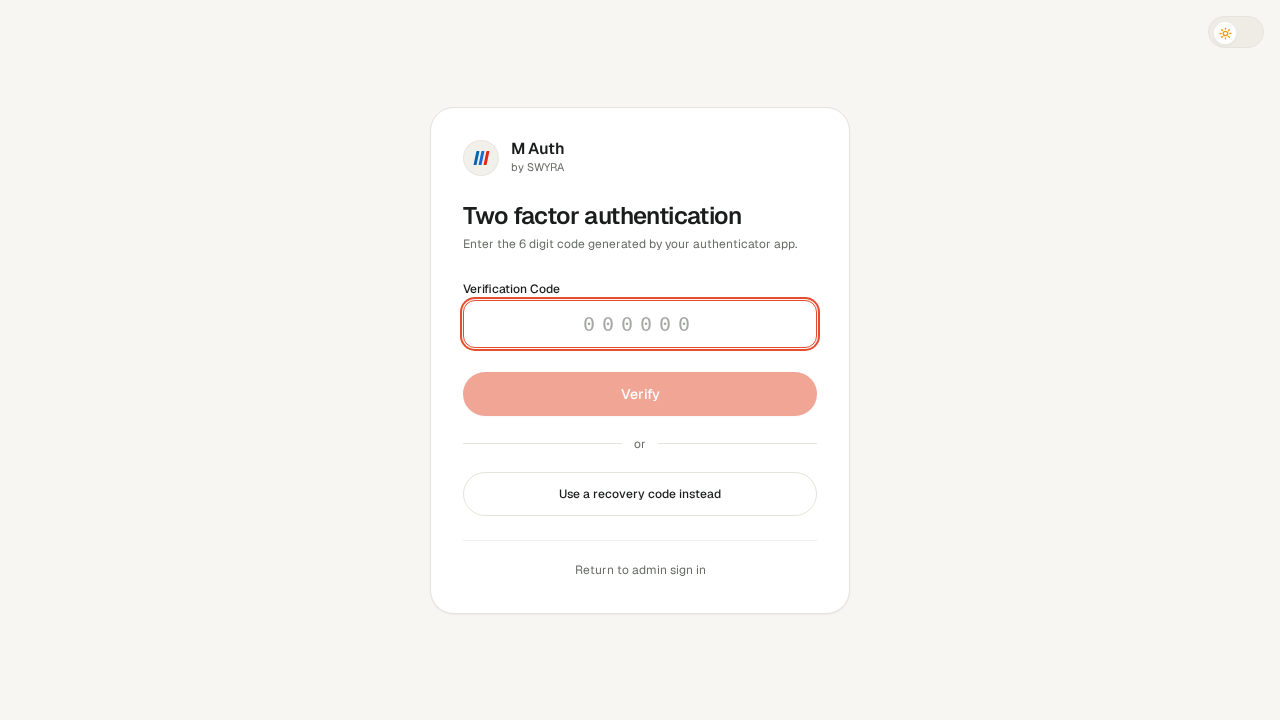 M Auth
by SWYRA
Two factor authentication
Enter the 6 digit code generated by your authenticator app.
Verification Code
000000
Verify
or
Use a recovery code instead
Return to admin sign in